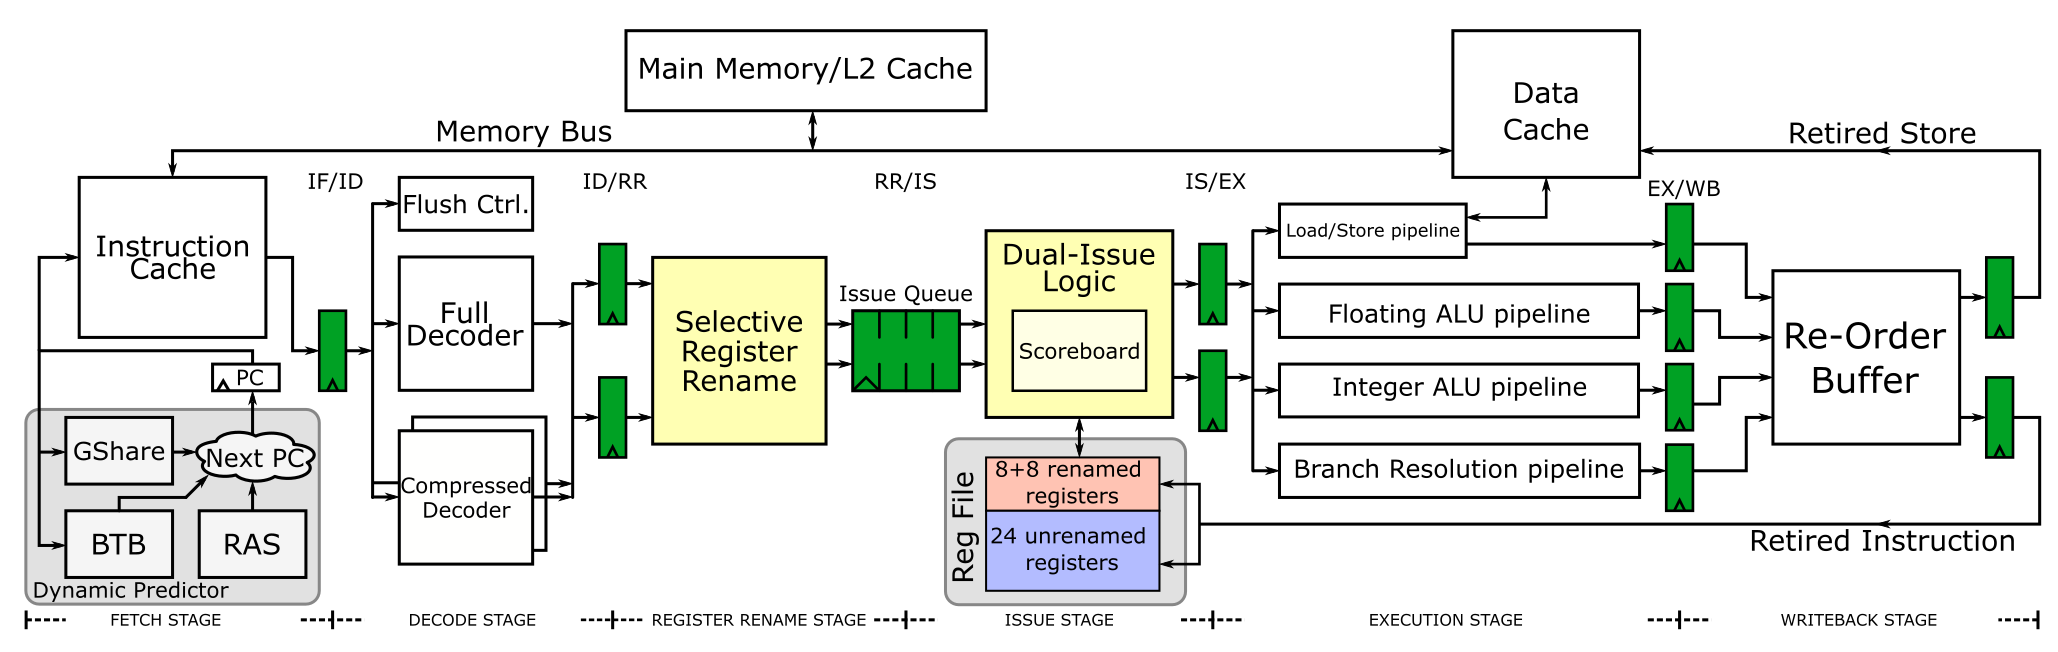 Main Memory/L2 Cache
Data
Cache
Memory Bus
Retired Store
IF/ID
ID/RR
RR/IS
IS/EX
EX/WB
Instruction
Cache
Flush Ctrl.
Full
Decoder
Compressed
Decoder
PC
GShare
Next PC
BTB
RAS
Dynamic Predictor
Selective
Register
Rename
Issue Queue
Dual-Issue
Logic
Scoreboard
Reg File
8+8 renamed
registers
24 unrenamed
registers
Load/Store pipeline
Floating ALU pipeline
Integer ALU pipeline
Branch Resolution pipeline
Re-Order
Buffer
Retired Instruction
FETCH STAGE
DECODE STAGE
REGISTER RENAME STAGE
ISSUE STAGE
EXECUTION STAGE
WRITEBACK STAGE